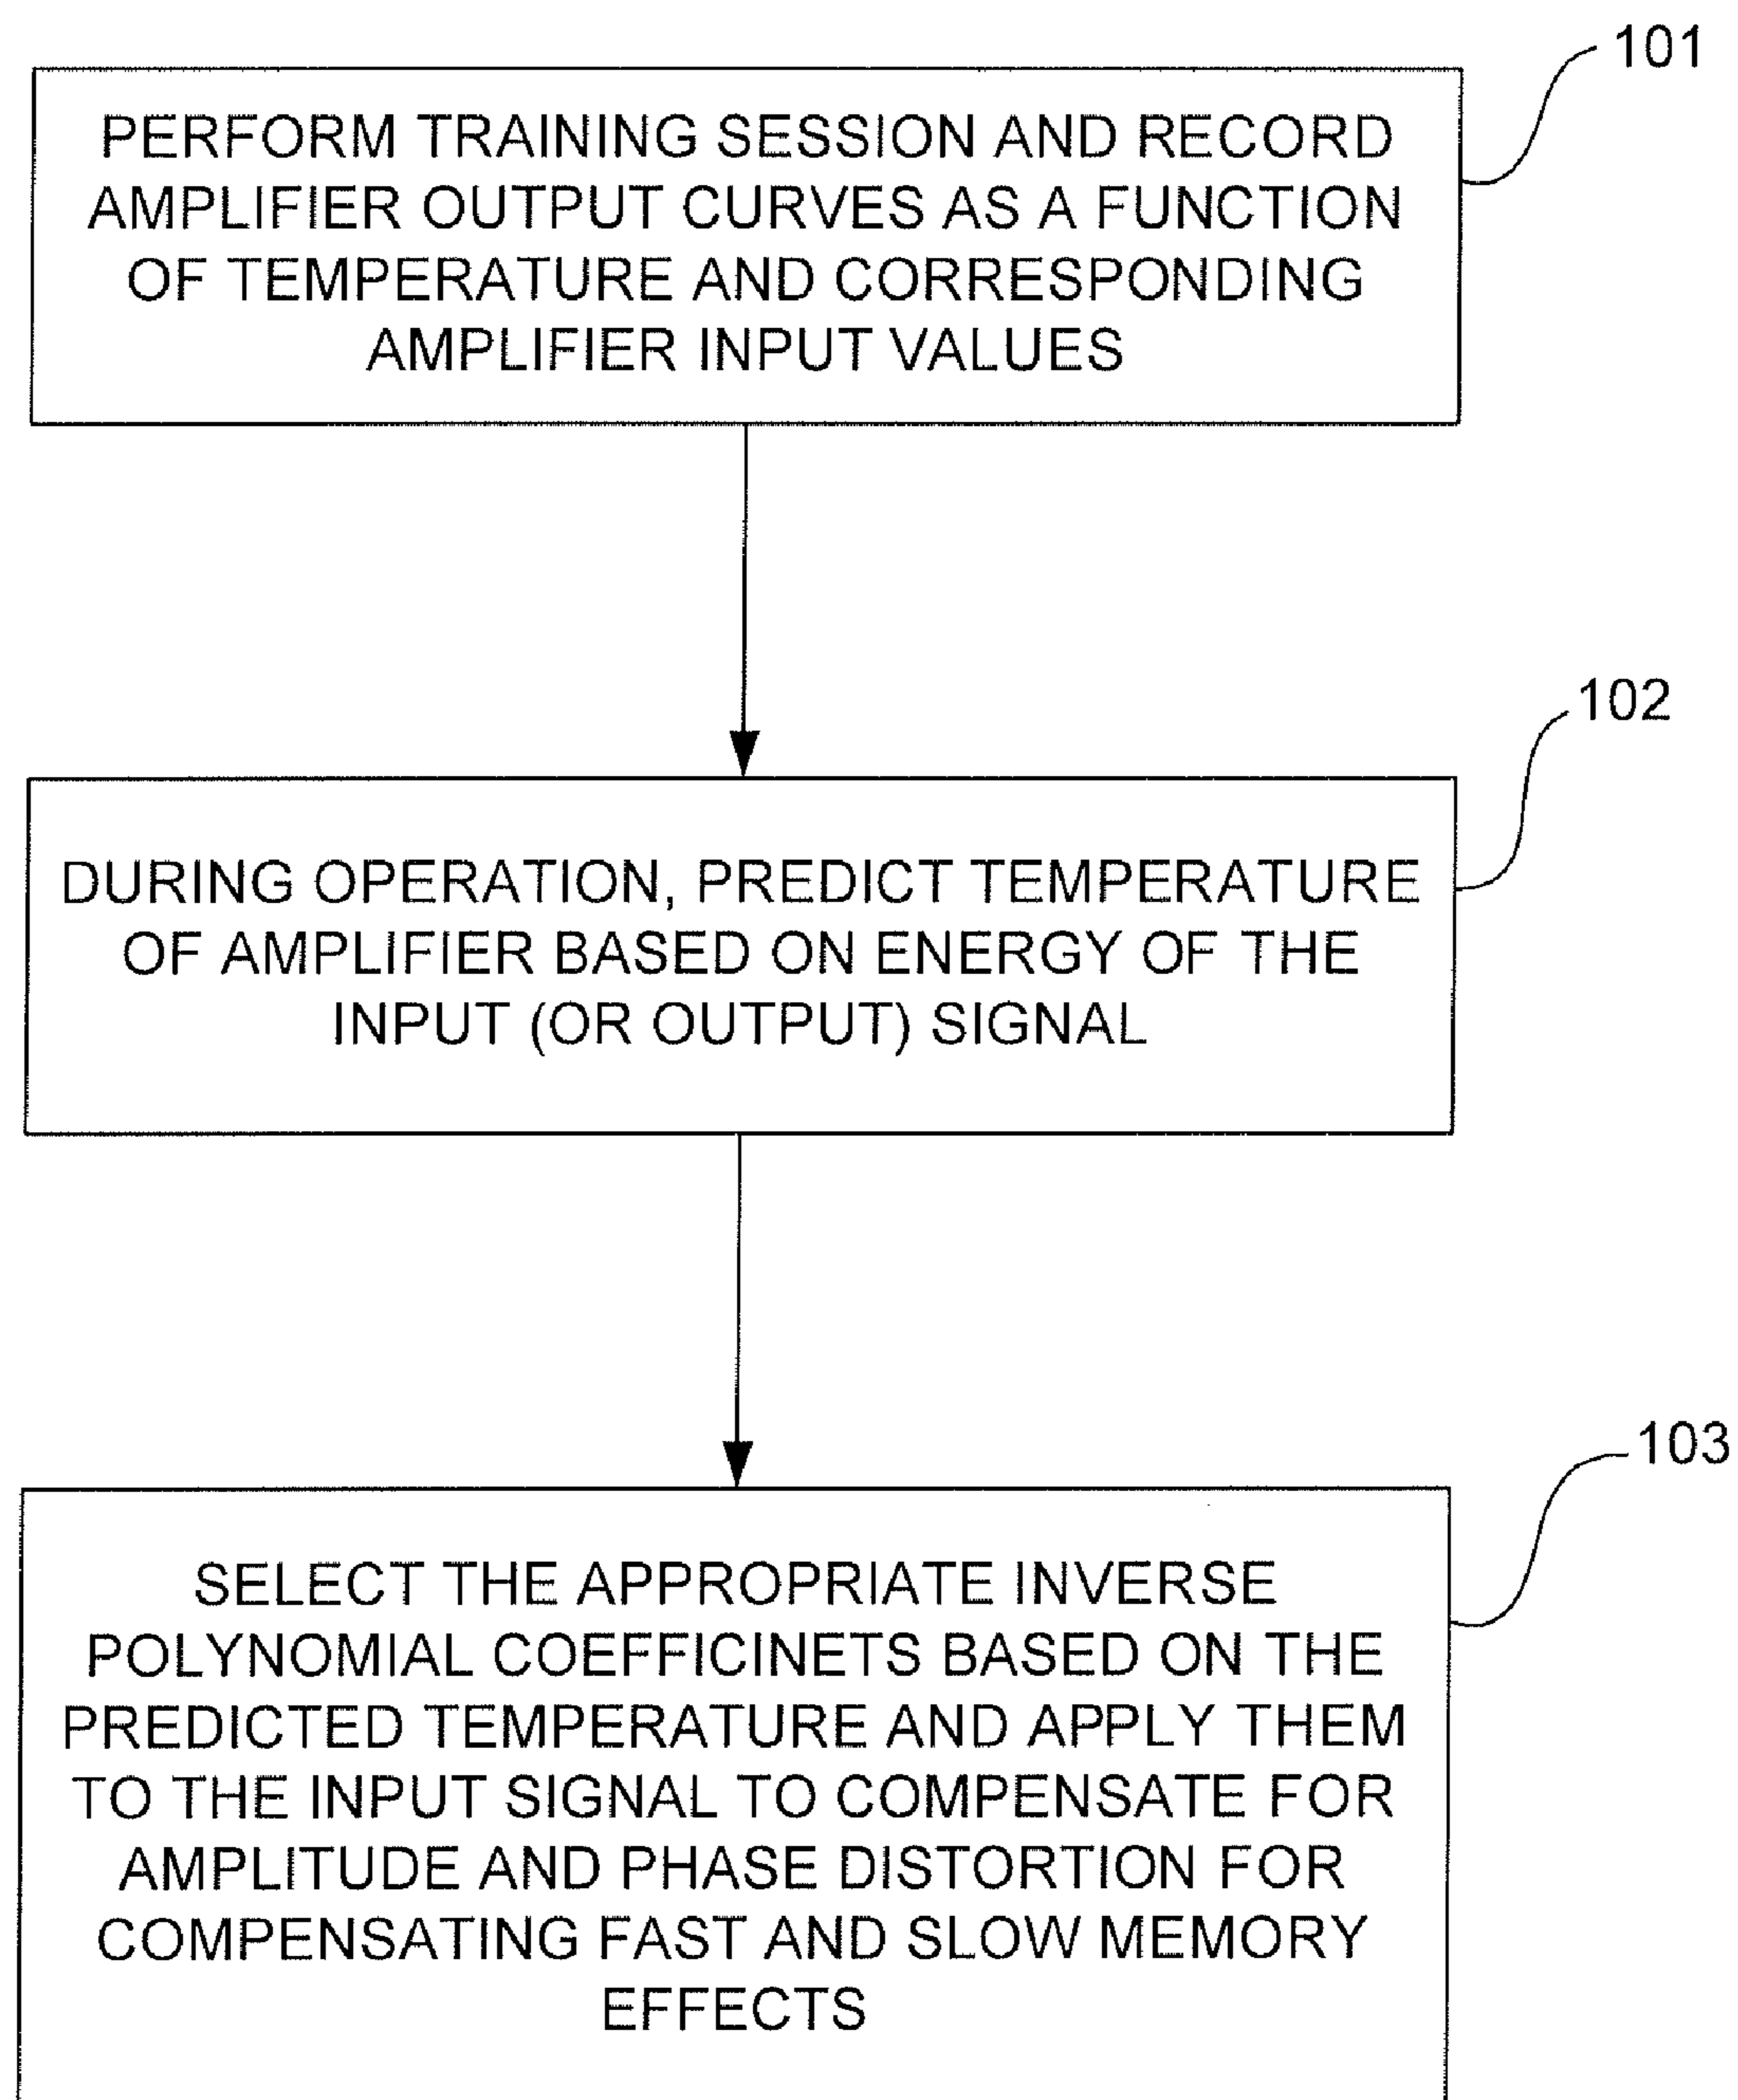 101
PERFORM TRAINING SESSION AND RECORD
AMPLIFIER OUTPUT CURVES AS A FUNCTION
OF TEMPERATURE AND CORRESPONDING
AMPLIFIER INPUT VALUES
102
DURING OPERATION, PREDICT TEMPERATURE
OF AMPLIFIER BASED ON ENERGY OF THE
INPUT (OR OUTPUT) SIGNAL
103
SELECT THE APPROPRIATE INVERSE
POLYNOMIAL COEFFICINETS BASED ON THE
PREDICTED TEMPERATURE AND APPLY THEM
TO THE INPUT SIGNAL TO COMPENSATE FOR
AMPLITUDE AND PHASE DISTORTION FOR
COMPENSATING FAST AND SLOW MEMORY
EFFECTS